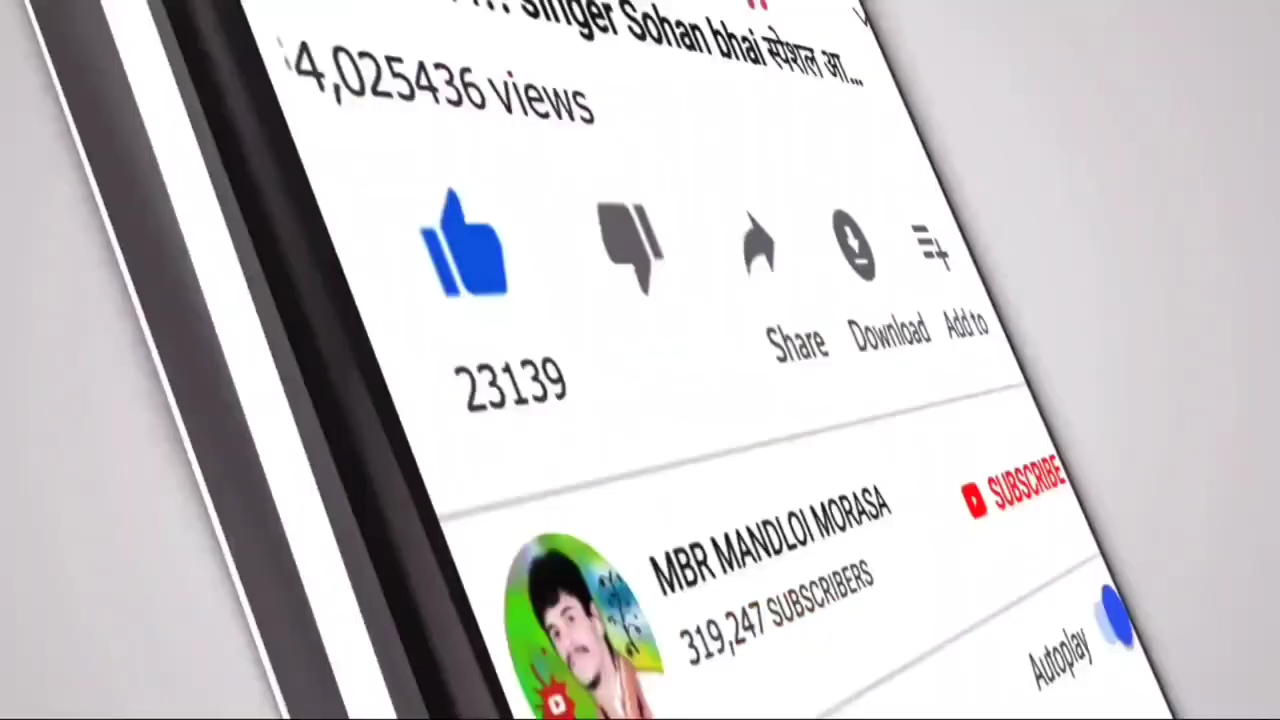 Singer Sohan bhai स्पेशल आ...
4,025436 views
23139
Share Download Add to
MBR MANDLOI MORASA
SUBSCRIBE
319,247 SUBSCRIBERS
Autoplay